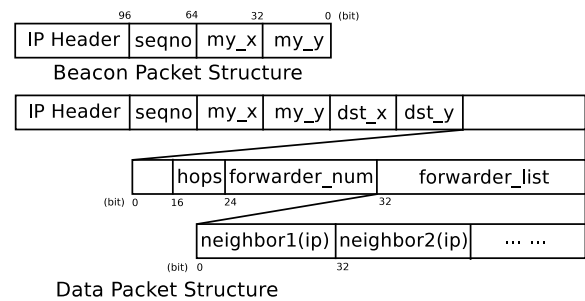 96 64 32 0 (bit)
IP Header seqno my_x my_y
Beacon Packet Structure
IP Header seqno my_x my_y dst_x dst_y
hops forwarder_num forwarder_list
(bit) 0 16 24 32
neighbor1(ip) neighbor2(ip) ... ...
(bit) 0 32
Data Packet Structure